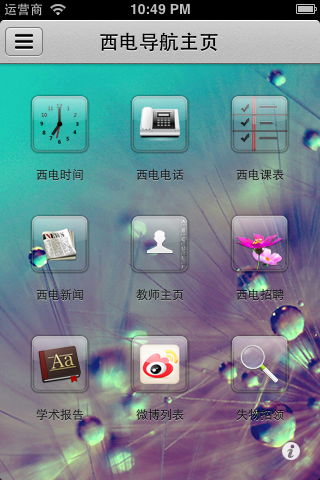 运营商 10:49 PM
西电导航主页
西电时间 西电电话 西电课表
NEWS
西电新闻 教师主页 西电招聘
Aa
学术报告 微博列表 失物招领